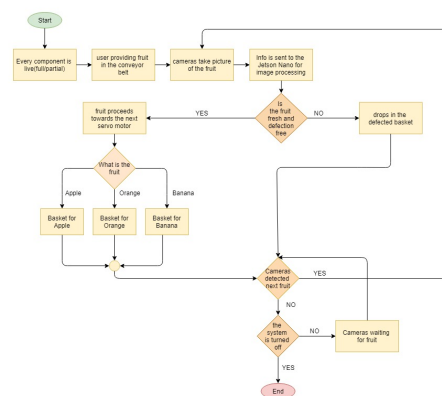 Start
Every component is
live(full/partial)
user providing fruit
in the conveyor
belt
cameras take picture
of the fruit
Info is sent to the
Jetson Nano for
image processing
Is
the fruit
fresh and
defection
free
YES
NO
fruit proceeds
towards the next
servo motor
drops in the
defected basket
What is the
fruit
Apple
Orange
Banana
Basket for
Apple
Basket for
Orange
Basket for
Banana
Cameras
detected
next fruit
YES
NO
the
system
is turned
off
NO
Cameras waiting
for fruit
YES
End